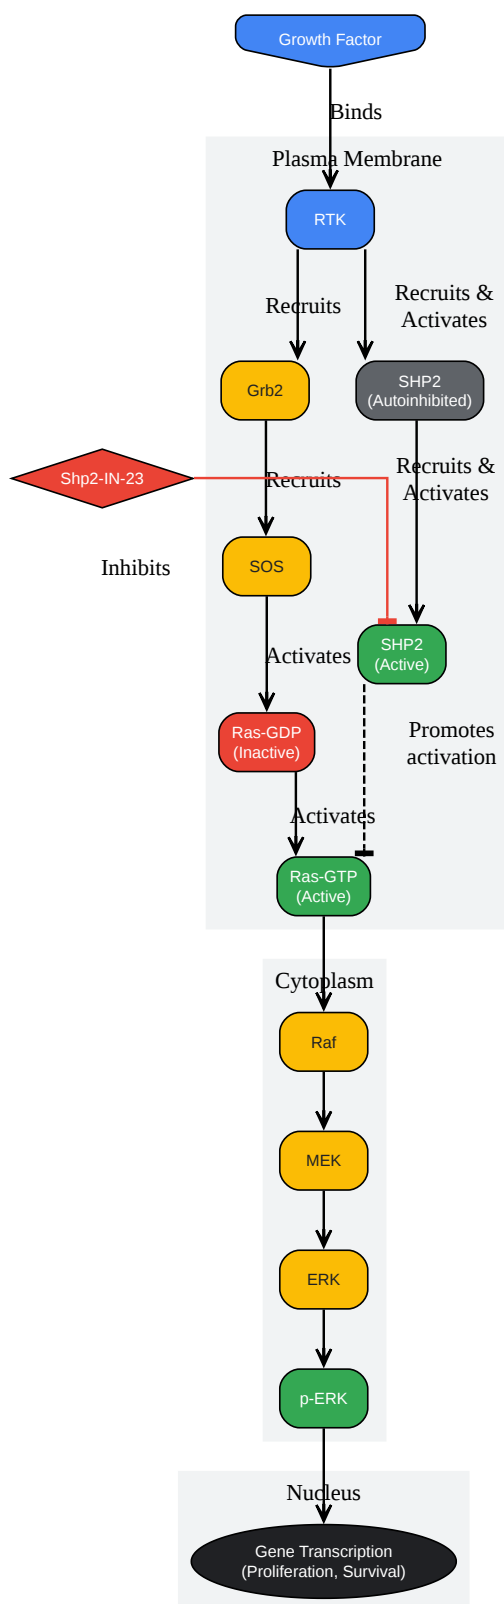 Growth Factor
Binds
Plasma Membrane
RTK
Recruits
Recruits &
Activates
Grb2
SHP2
(Autoinhibited)
Shp2-IN-23
Recruits
Recruits &
Activates
Inhibits
SOS
Activates
SHP2
(Active)
Ras-GDP
(Inactive)
Promotes
activation
Activates
Ras-GTP
(Active)
Cytoplasm
Raf
MEK
ERK
p-ERK
Nucleus
Gene Transcription
(Proliferation, Survival)